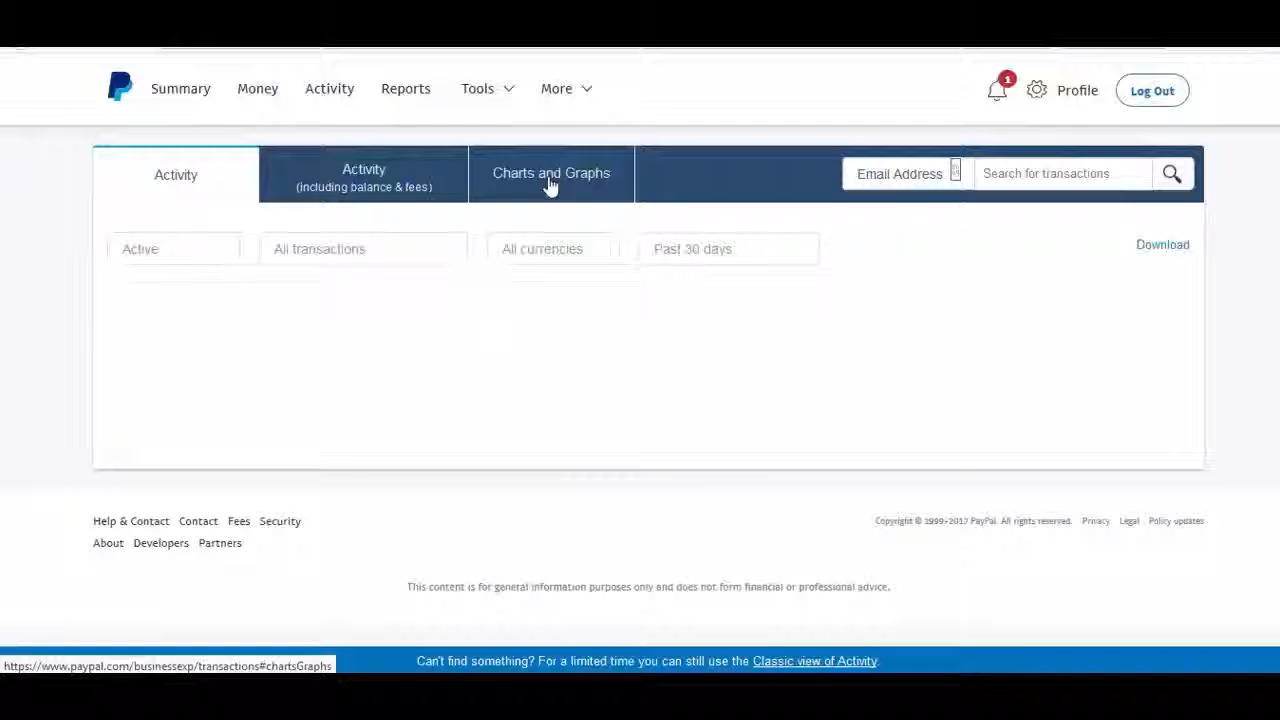 Summary Money Activity Reports Tools More
1
Profile
Log Out
Activity
Activity
(including balance & fees)
Charts and Graphs
Email Address
Search for transactions
Active
All transactions
All currencies
Past 30 days
Download
Help & Contact Contact Fees Security
Copyright © 1999-2017 PayPal. All rights reserved. Privacy Legal Policy updates
About Developers Partners
This content is for general information purposes only and does not form financial or professional advice.
Can't find something? For a limited time you can still use the Classic view of Activity.
https://www.paypal.com/businessexp/transactions#chartsGraphs